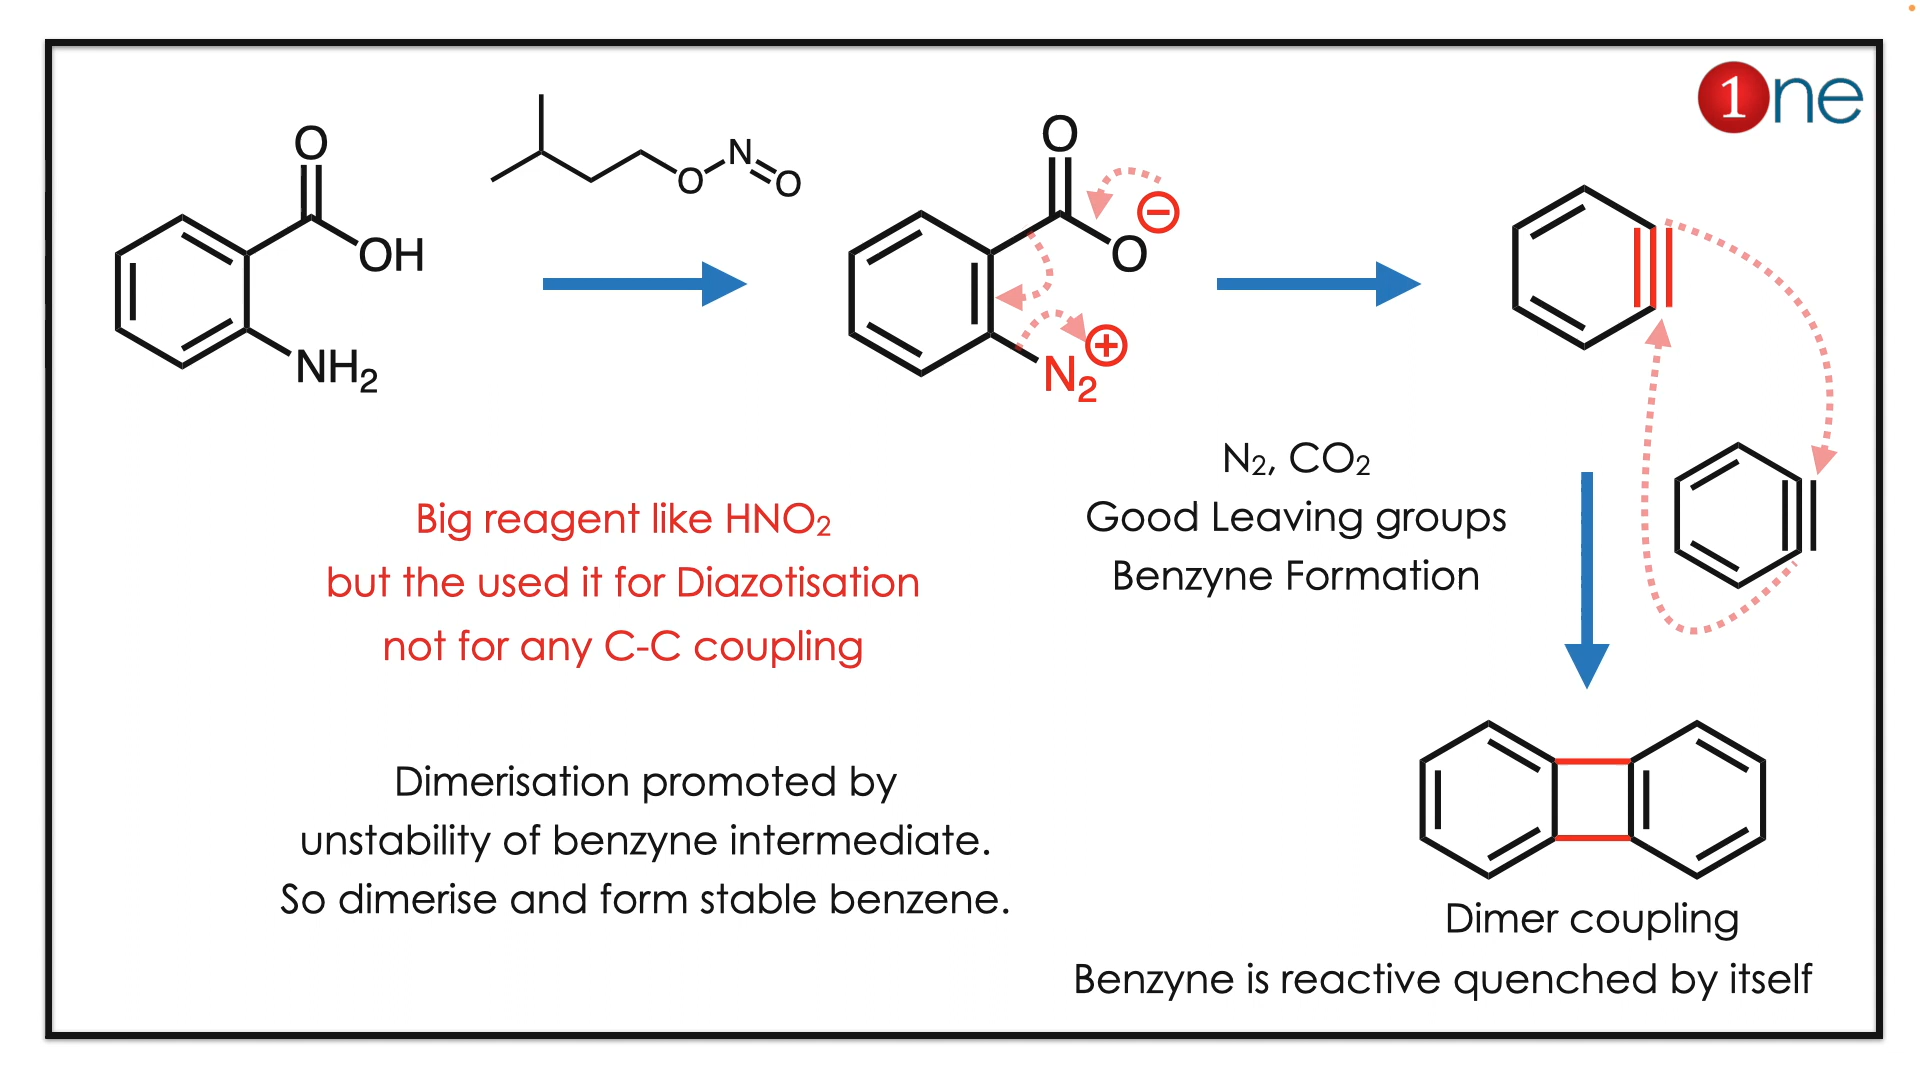 1ne
O
OH
NH2
O
N
O
O
O
N2
N₂, CO₂
Good Leaving groups
Benzyne Formation
Big reagent like HNO₂
but the used it for Diazotisation
not for any C-C coupling
Dimerisation promoted by
unstability of benzyne intermediate.
So dimerise and form stable benzene.
Dimer coupling
Benzyne is reactive quenched by itself